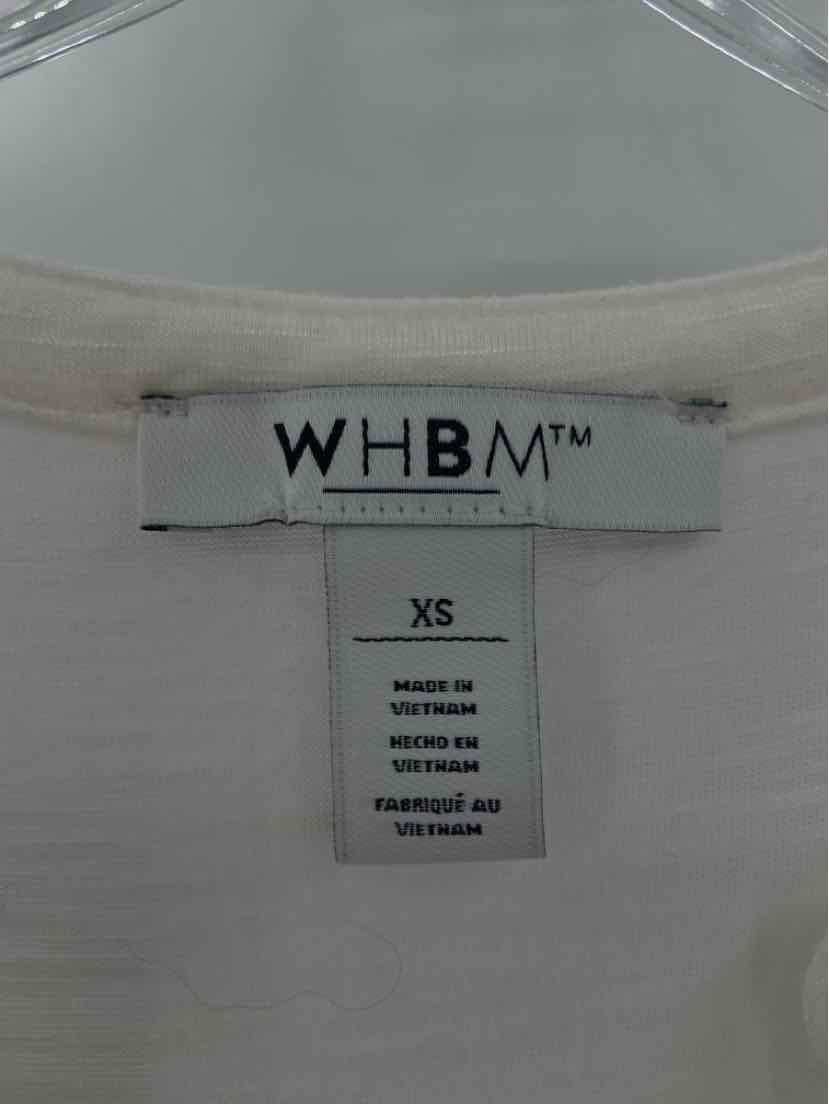 WHBM™
XS
MADE IN
VIETNAM
HECHO EN
VIETNAM
FABRIQUÉ AU
VIETNAM